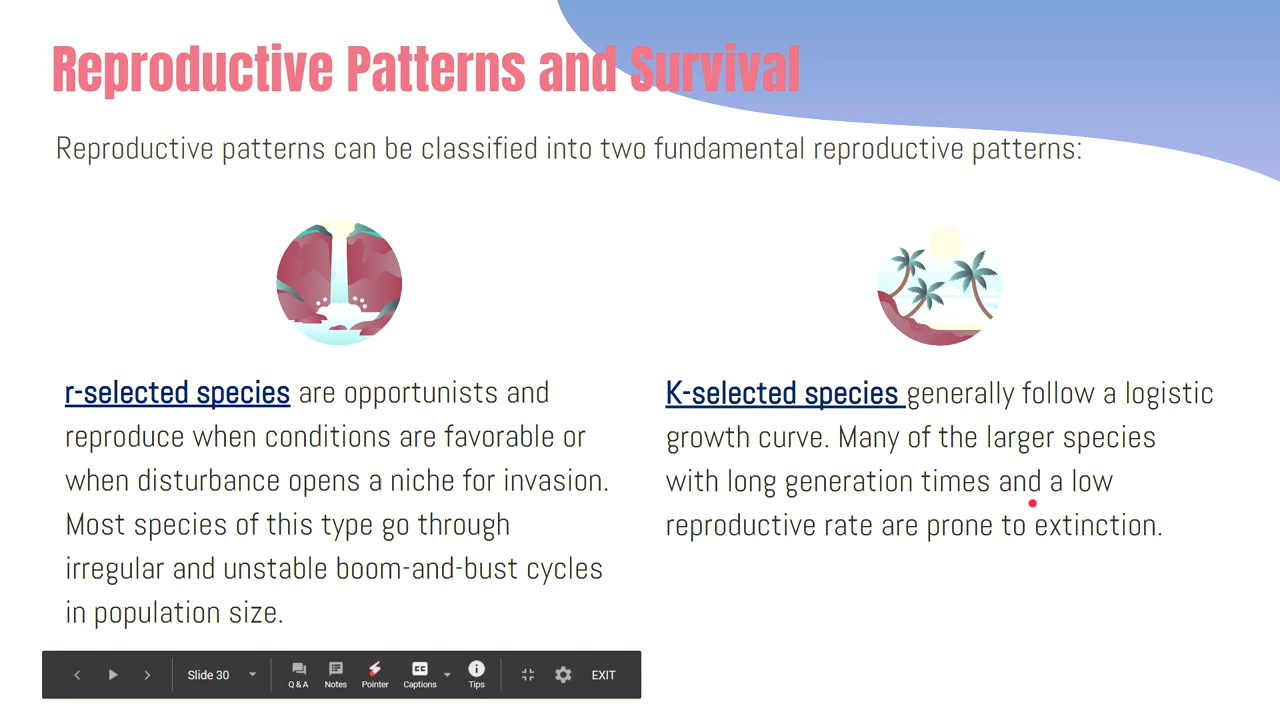 Reproductive Patterns and Survival
Reproductive patterns can be classified into two fundamental reproductive patterns:
r-selected species are opportunists and
reproduce when conditions are favorable or
when disturbance opens a niche for invasion.
Most species of this type go through
irregular and unstable boom-and-bust cycles
in population size.
K-selected species generally follow a logistic
growth curve. Many of the larger species
with long generation times and a low
reproductive rate are prone to extinction.
Slide 30
Q & A
Notes
Pointer
CC
Captions
Tips
EXIT